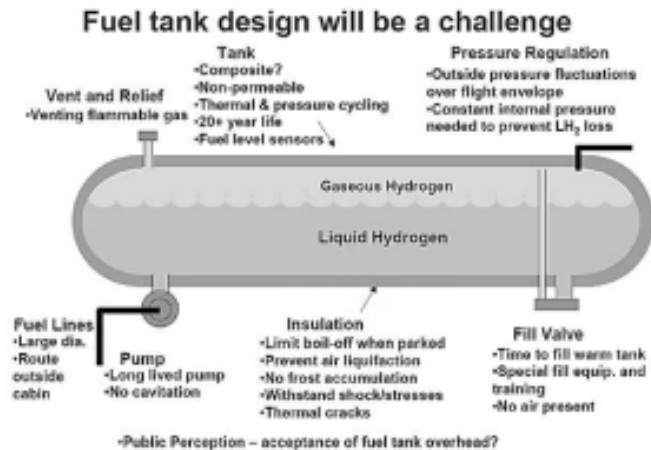 Fuel tank design will be a challenge
Tank
•Composite?
•Non-permeable
•Thermal & pressure cycling
•20+ year life
•Fuel level sensors
Pressure Regulation
•Outside pressure fluctuations
over flight envelope
•Constant internal pressure
needed to prevent LH₂ loss
Vent and Relief
•Venting flammable gas
Gaseous Hydrogen
Liquid Hydrogen
Fuel Lines
•Large dia.
•Route
outside
cabin
Pump
•Long lived pump
•No cavitation
Insulation
•Limit boil-off when parked
•Prevent air liquifaction
•No frost accumulation
•Withstand shock/stresses
•Thermal cracks
Fill Valve
•Time to fill warm tank
•Special fill equip. and
training
•No air present
•Public Perception – acceptance of fuel tank overhead?